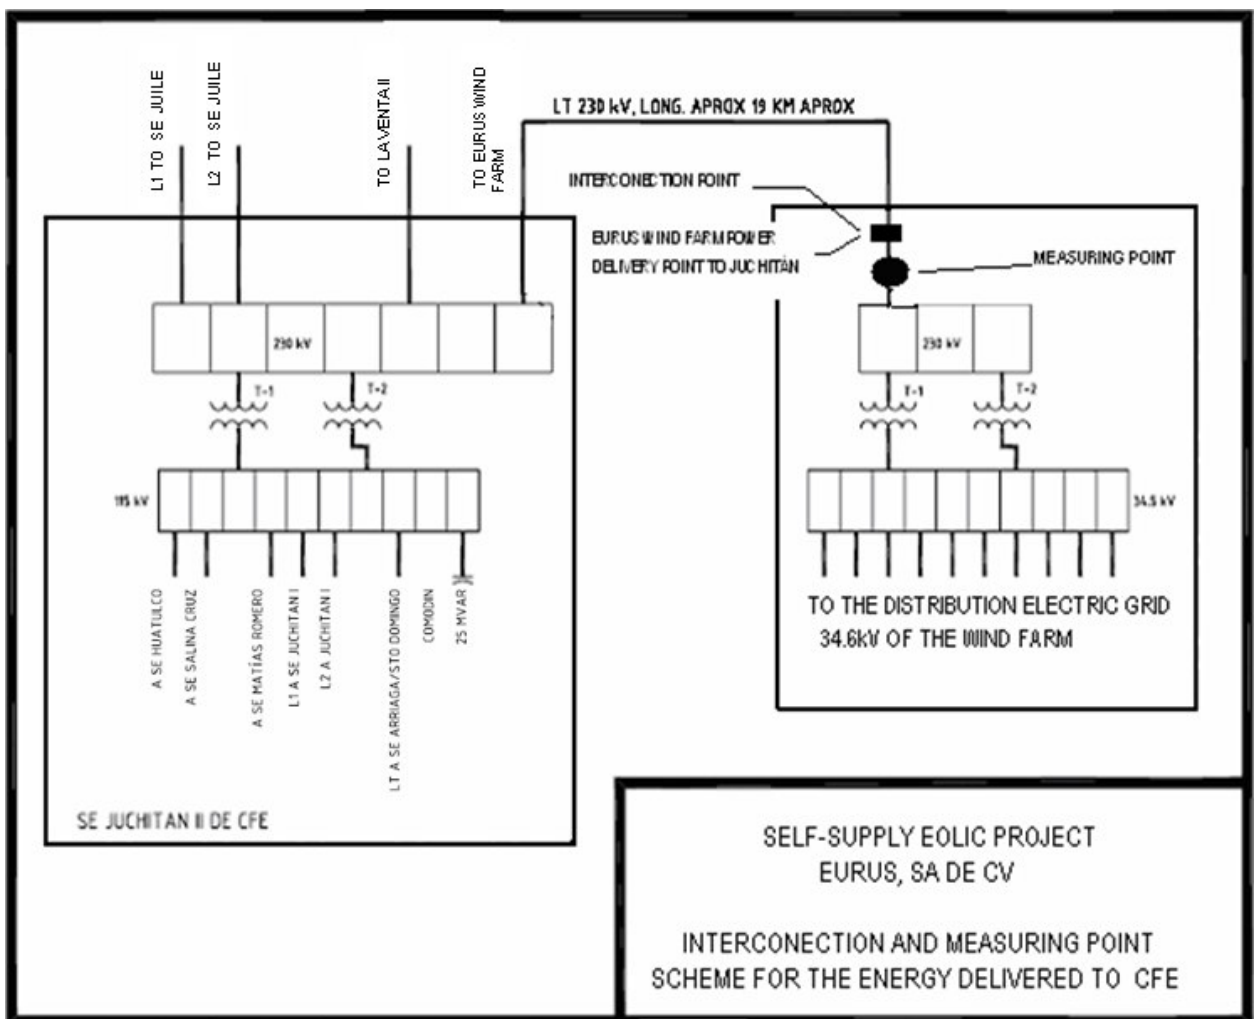 L1 TO SE JUILE
L2 TO SE JUILE
TO LAVENTA II
TO EURUS WIND
FARM
LT 230 kV, LONG. APROX 19 KM APROX
INTERCONECTION POINT
EURUS WIND FARM POWER
DELIVERY POINT TO JUCHITÁN
MEASURING POINT
230 kV
T-1
T-2
115 kV
A SE HUATULCO
A SE SALINA CRUZ
A SE MATÍAS ROMERO
L1 A SE JUCHITAN I
L2 A JUCHITAN I
LT A SE ARRIAGA/STO DOMINGO
COMODIN
25 MVAR
SE JUCHITAN II DE CFE
230 kV
T-1
T-2
34.5 kV
TO THE DISTRIBUTION ELECTRIC GRID
34.6kV OF THE WIND FARM
SELF-SUPPLY EOLIC PROJECT
EURUS, SA DE CV
INTERCONECTION AND MEASURING POINT
SCHEME FOR THE ENERGY DELIVERED TO CFE